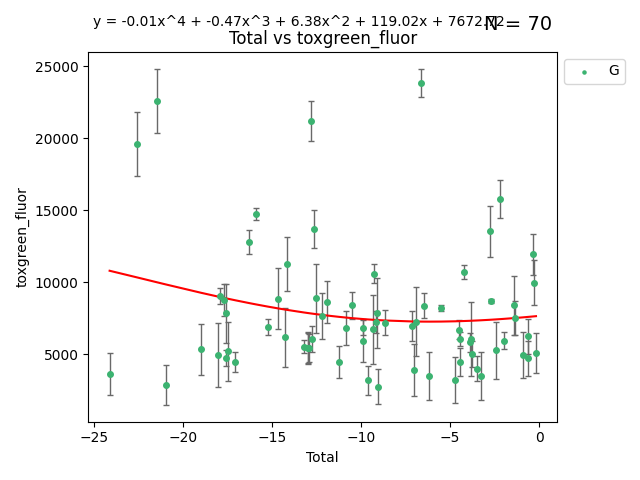 y = -0.01x^4 + -0.47x^3 + 6.38x^2 + 119.02x + 7672.72
N = 70
Total vs toxgreen_fluor
G
25000
20000
15000
10000
5000
toxgreen_fluor
−25 −20 −15 −10 −5 0
Total